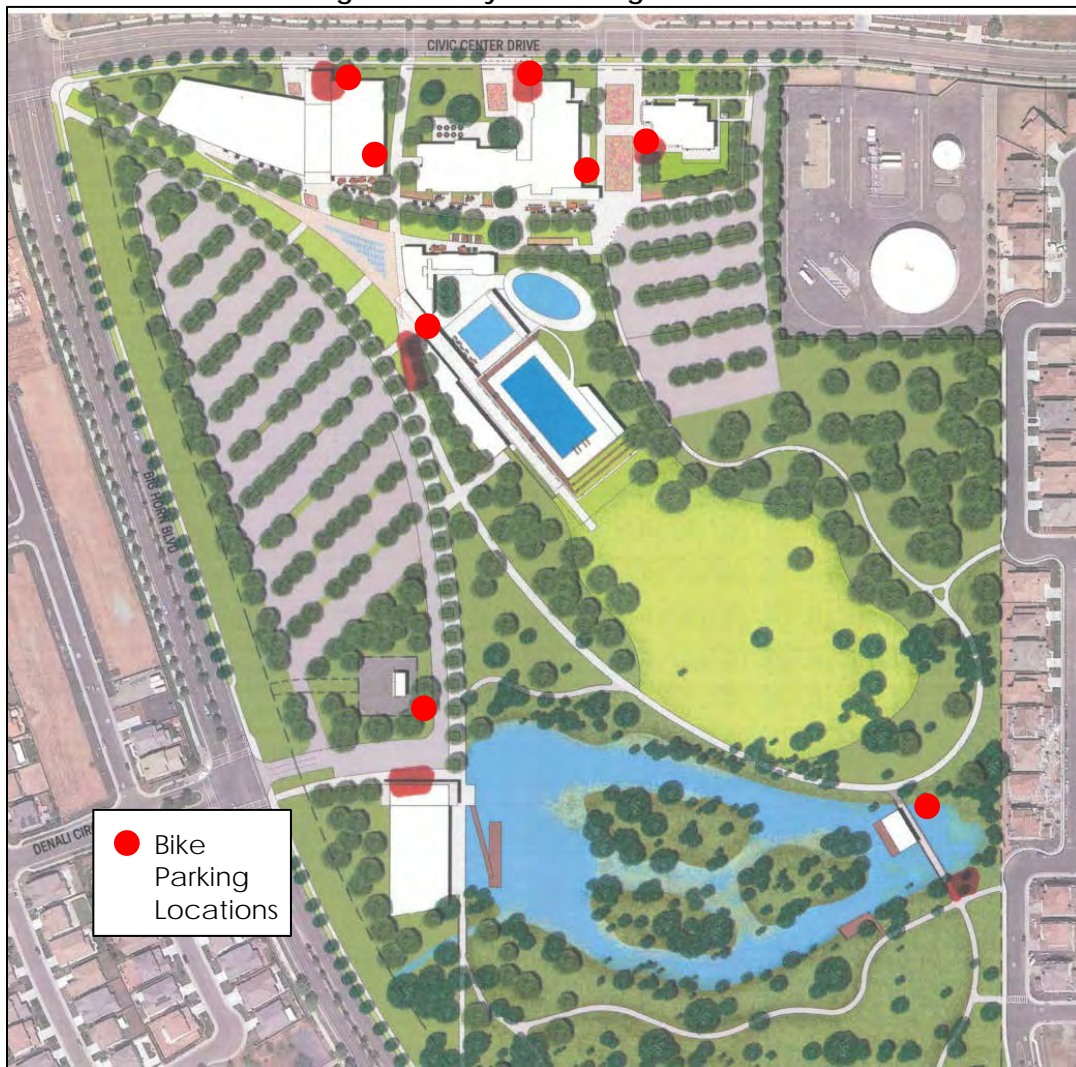 CIVIC CENTER DRIVE
BIG HORN BLVD
DENALI CIR
Bike
Parking
Locations